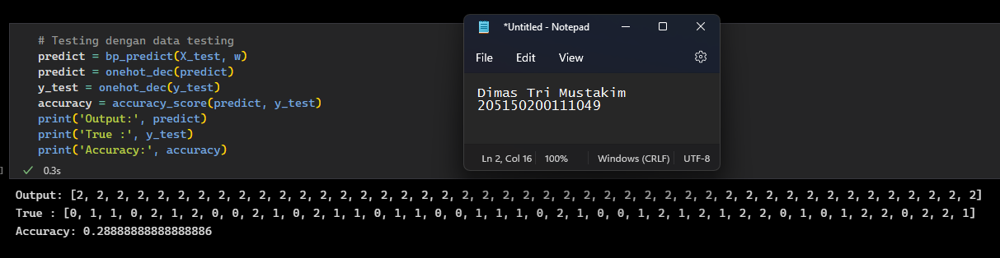 # Testing dengan data testing
predict = bp_predict(X_test, w)
predict = onehot_dec(predict)
y_test = onehot_dec(y_test)
accuracy = accuracy_score(predict, y_test)
print('Output:', predict)
print('True :', y_test)
print('Accuracy:', accuracy)
0.3s
*Untitled - Notepad
File Edit View
Dimas Tri Mustakim
205150200111049
Ln 2, Col 16 100% Windows (CRLF) UTF-8
Output: [2, 2, 2, 2, 2, 2, 2, 2, 2, 2, 2, 2, 2, 2, 2, 2, 2, 2, 2, 2, 2, 2, 2, 2, 2, 2, 2, 2, 2, 2, 2, 2, 2, 2, 2, 2, 2, 2, 2, 2, 2, 2, 2, 2, 2]
True : [0, 1, 1, 0, 2, 1, 2, 0, 0, 2, 1, 0, 2, 1, 1, 0, 1, 1, 0, 0, 1, 1, 1, 0, 2, 1, 0, 0, 1, 2, 1, 2, 1, 2, 2, 0, 1, 0, 1, 2, 2, 0, 2, 2, 1]
Accuracy: 0.28888888888888886